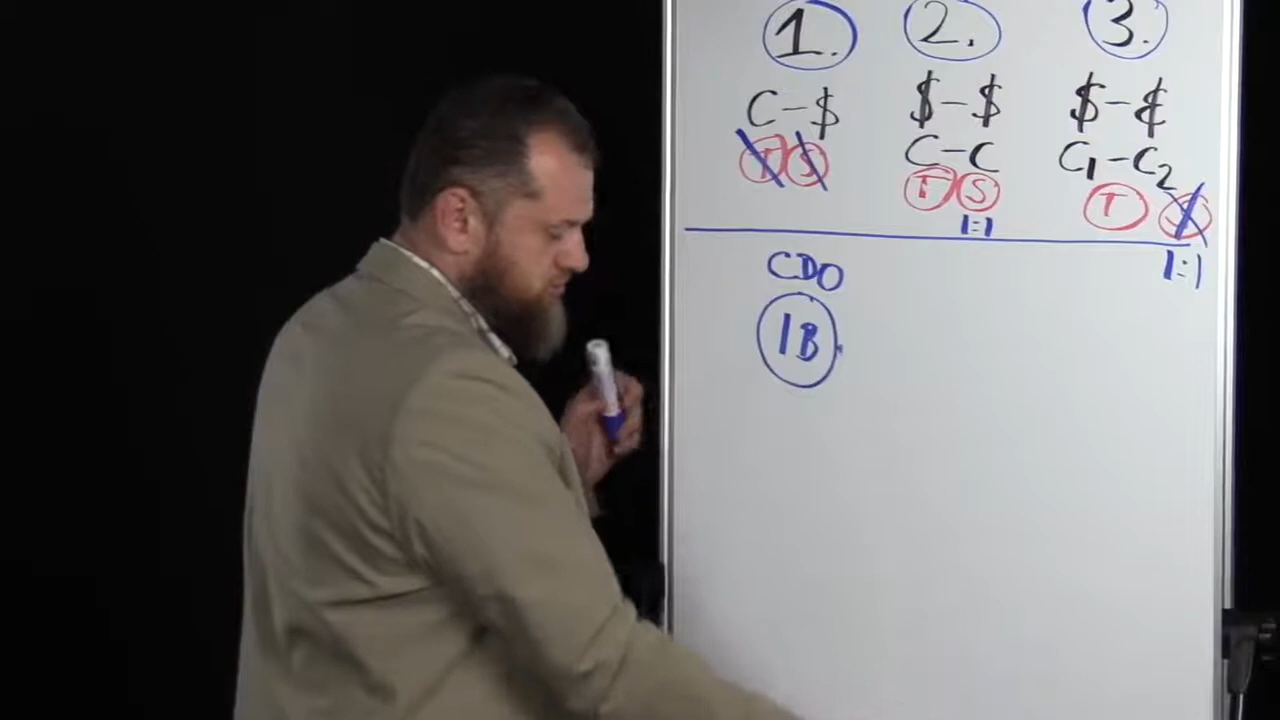 1. 2. 3.
C-$ $-$ $-¢
T S C-C C₁-C₂
T S T S
1:1
CDO 1:1
1B